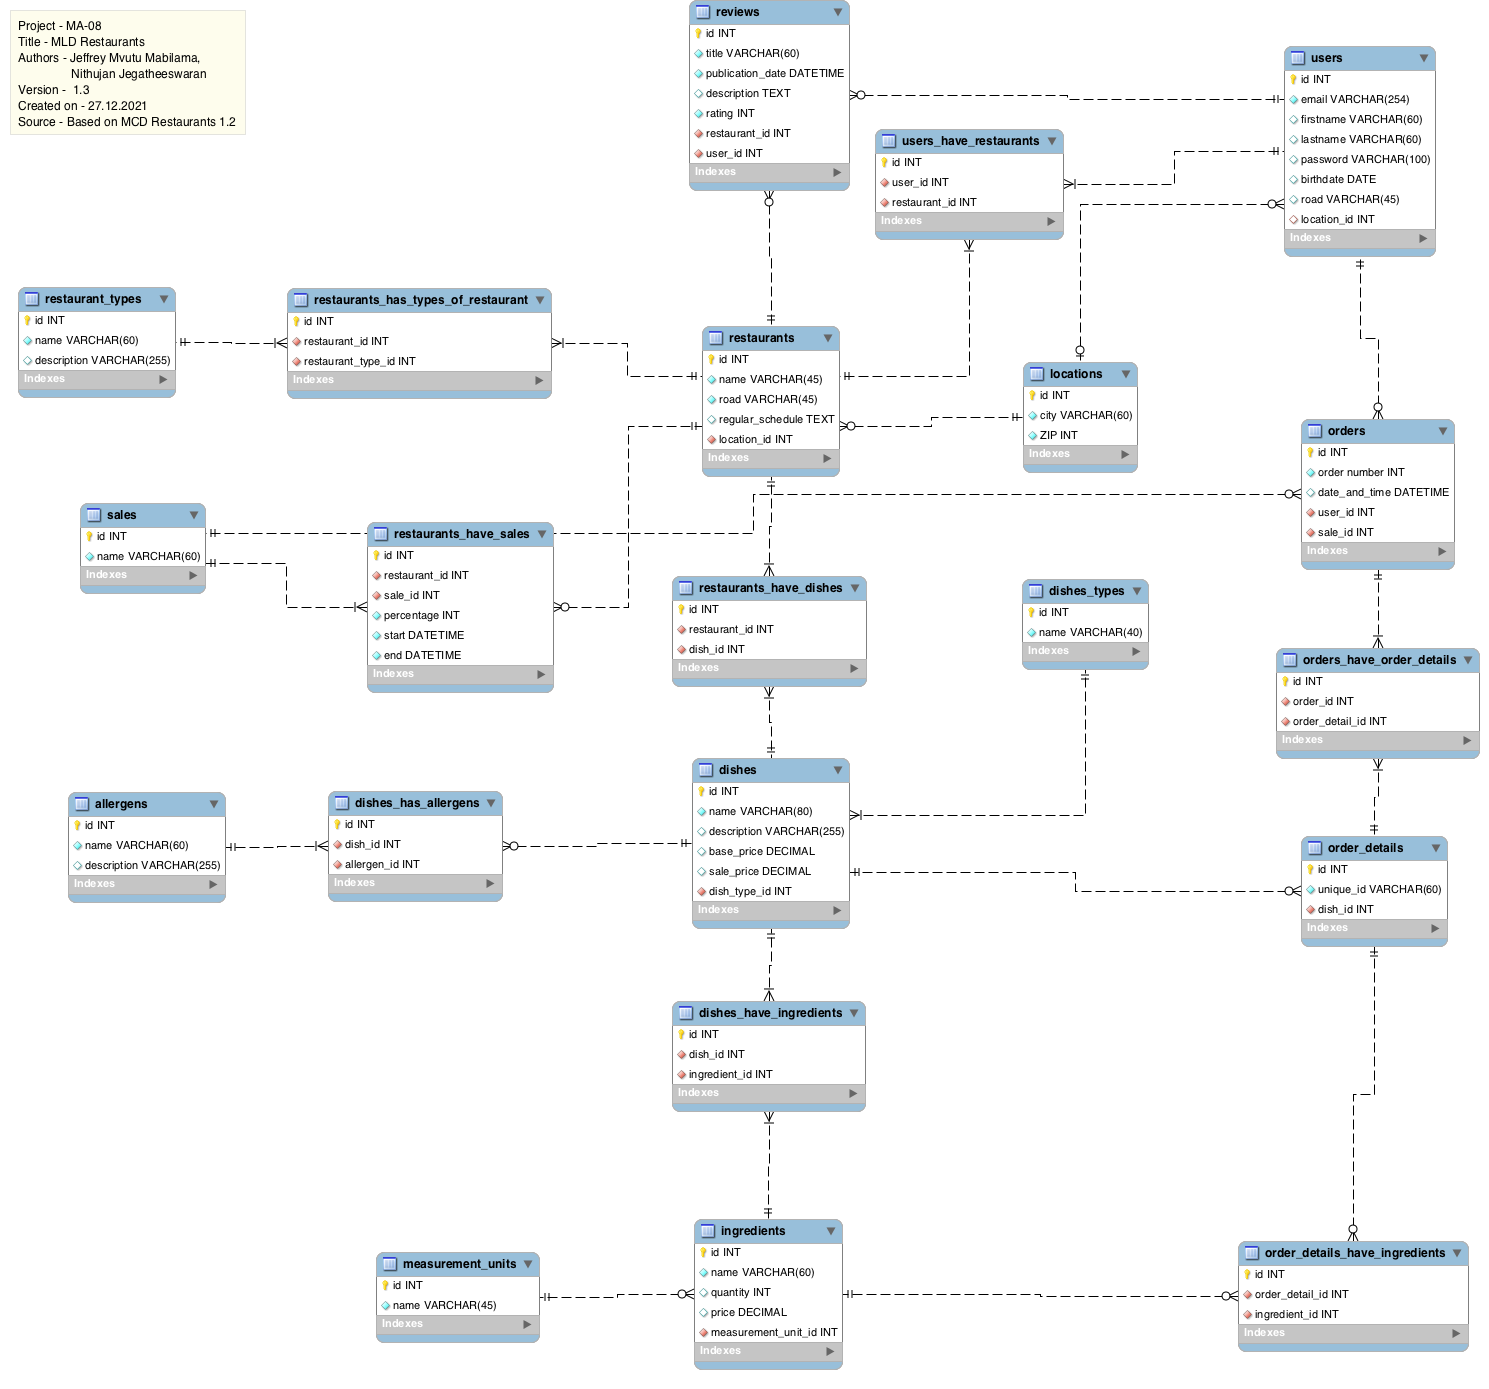 Project - MA-08
Title - MLD Restaurants
Authors - Jeffrey Mvutu Mabilama,
Nithujan Jegatheeswaran
Version - 1.3
Created on - 27.12.2021
Source - Based on MCD Restaurants 1.2
reviews
id INT
title VARCHAR(60)
publication_date DATETIME
description TEXT
rating INT
restaurant_id INT
user_id INT
Indexes
users
id INT
email VARCHAR(254)
firstname VARCHAR(60)
lastname VARCHAR(60)
password VARCHAR(100)
birthdate DATE
road VARCHAR(45)
location_id INT
Indexes
users_have_restaurants
id INT
user_id INT
restaurant_id INT
Indexes
restaurant_types
id INT
name VARCHAR(60)
description VARCHAR(255)
Indexes
restaurants_has_types_of_restaurant
id INT
restaurant_id INT
restaurant_type_id INT
Indexes
restaurants
id INT
name VARCHAR(45)
road VARCHAR(45)
regular_schedule TEXT
location_id INT
Indexes
locations
id INT
city VARCHAR(60)
ZIP INT
Indexes
orders
id INT
order number INT
date_and_time DATETIME
user_id INT
sale_id INT
Indexes
sales
id INT
name VARCHAR(60)
Indexes
restaurants_have_sales
id INT
restaurant_id INT
sale_id INT
percentage INT
start DATETIME
end DATETIME
Indexes
restaurants_have_dishes
id INT
restaurant_id INT
dish_id INT
Indexes
dishes_types
id INT
name VARCHAR(40)
Indexes
orders_have_order_details
id INT
order_id INT
order_detail_id INT
Indexes
allergens
id INT
name VARCHAR(60)
description VARCHAR(255)
Indexes
dishes_has_allergens
id INT
dish_id INT
allergen_id INT
Indexes
dishes
id INT
name VARCHAR(80)
description VARCHAR(255)
base_price DECIMAL
sale_price DECIMAL
dish_type_id INT
Indexes
order_details
id INT
unique_id VARCHAR(60)
dish_id INT
Indexes
dishes_have_ingredients
id INT
dish_id INT
ingredient_id INT
Indexes
measurement_units
id INT
name VARCHAR(45)
Indexes
ingredients
id INT
name VARCHAR(60)
quantity INT
price DECIMAL
measurement_unit_id INT
Indexes
order_details_have_ingredients
id INT
order_detail_id INT
ingredient_id INT
Indexes